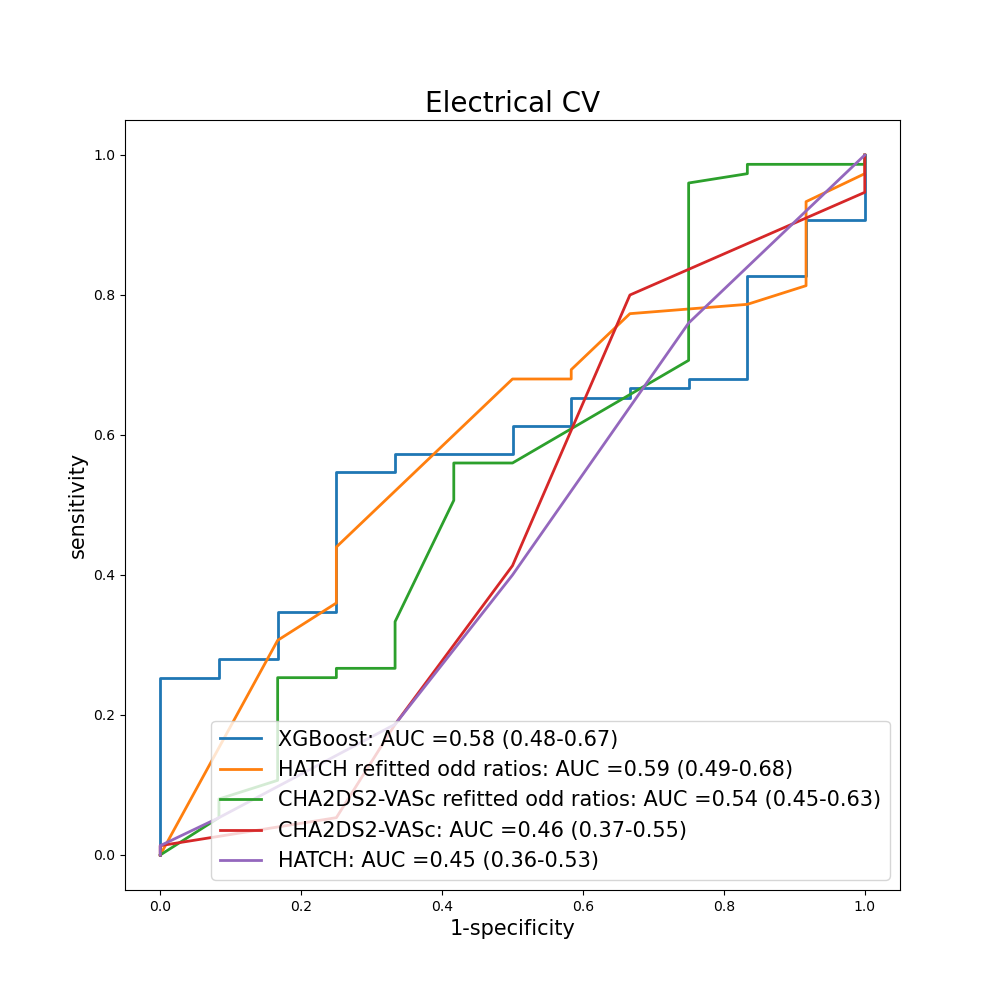 Electrical CV
1.0
0.8
0.6
0.4
0.2
0.0
sensitivity
XGBoost: AUC =0.58 (0.48-0.67)
HATCH refitted odd ratios: AUC =0.59 (0.49-0.68)
CHA2DS2-VASc refitted odd ratios: AUC =0.54 (0.45-0.63)
CHA2DS2-VASc: AUC =0.46 (0.37-0.55)
HATCH: AUC =0.45 (0.36-0.53)
0.0 0.2 0.4 0.6 0.8 1.0
1-specificity